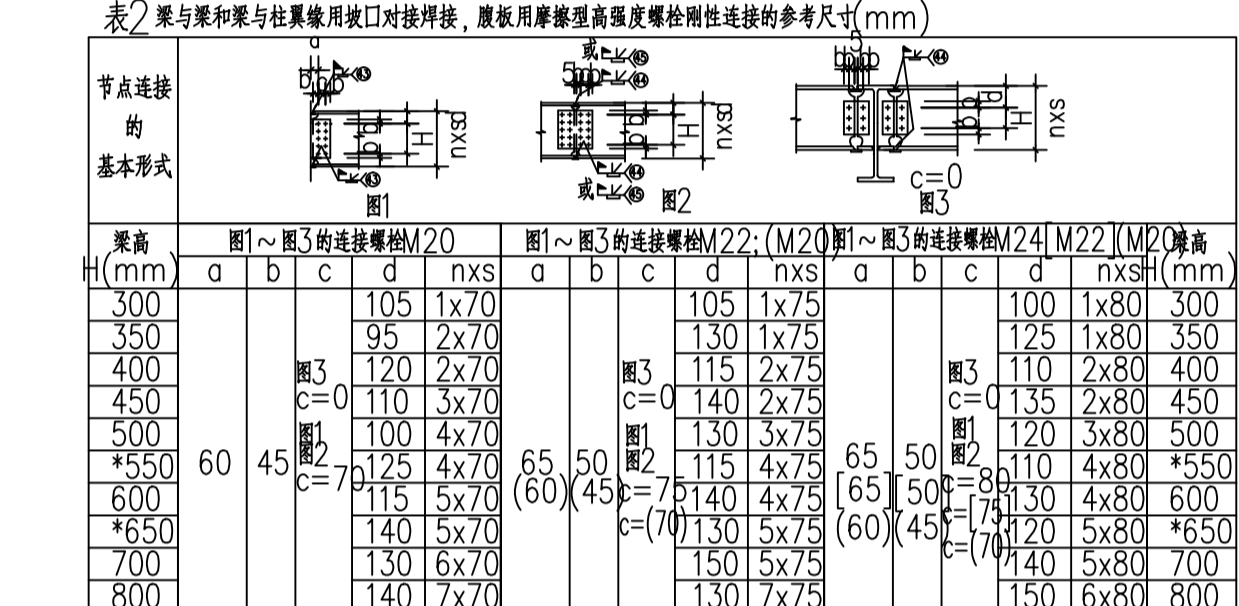 表2 梁与梁和梁与柱翼缘用坡口对接焊接，腹板用摩擦型高强度螺栓刚性连接的参考尺寸(mm)
节点连接
的
基本形式
a
43
H
43
图1
或 45
44
H
44
或 45
图2
44
d
H
c=0
图3
梁高 图1~图3的连接螺栓M20 图1~图3的连接螺栓M22;(M20) 图1~图3的连接螺栓M24[M22](M20) 梁高
H(mm) a b c d nxs a b c d nxs a b c d nxs H(mm)
300 105 1x70 105 1x75 100 1x80 300
350 95 2x70 130 1x75 125 1x80 350
400 图3 120 2x70 图3 115 2x75 图3 110 2x80 400
450 c=0 110 3x70 c=0 140 2x75 c=0 135 2x80 450
500 图1 100 4x70 图1 130 3x75 图1 120 3x80 500
*550 60 45 图2 125 4x70 65 50 图2 115 4x75 65 50 图2 110 4x80 *550
600 c=70 115 5x70 (60) (45) c=75 140 4x75 [65] [50] c=80 130 4x80 600
*650 140 5x70 c=(70) 130 5x75 (60) (45) c=[75] 120 5x80 *650
700 130 6x70 150 5x75 c=(70) 140 5x80 700
800 140 7x70 130 7x75 150 6x80 800